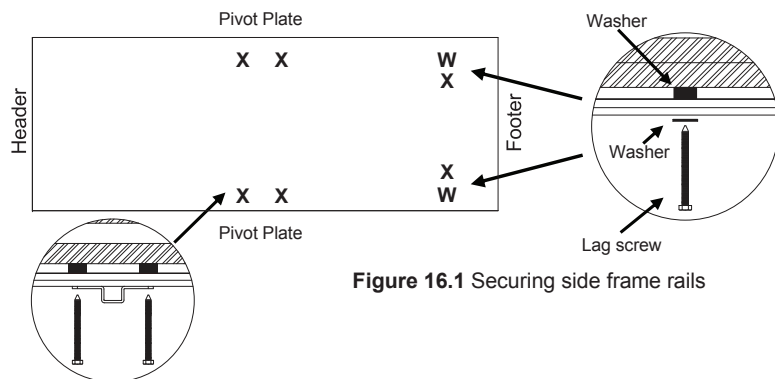 Pivot Plate
Washer
X X W
X
Header
Footer
Washer
X
X X W
Lag screw
Pivot Plate
Figure 16.1 Securing side frame rails